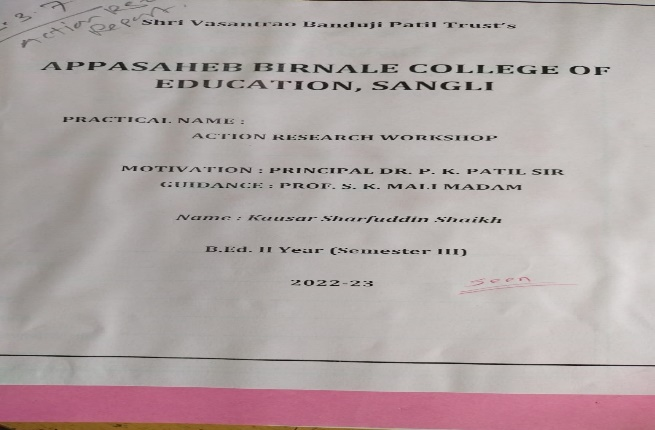 3.7
Action Re
Report.
Shri Vasantrao Banduji Patil Trust's
APPASAHEB BIRNALE COLLEGE OF
EDUCATION, SANGLI
PRACTICAL NAME :
ACTION RESEARCH WORKSHOP
MOTIVATION : PRINCIPAL DR. P. K. PATIL SIR
GUIDANCE : PROF. S. K. MALI MADAM
Name : Kausar Sharfuddin Shaikh
B.Ed. II Year (Semester III)
2022-23
seen